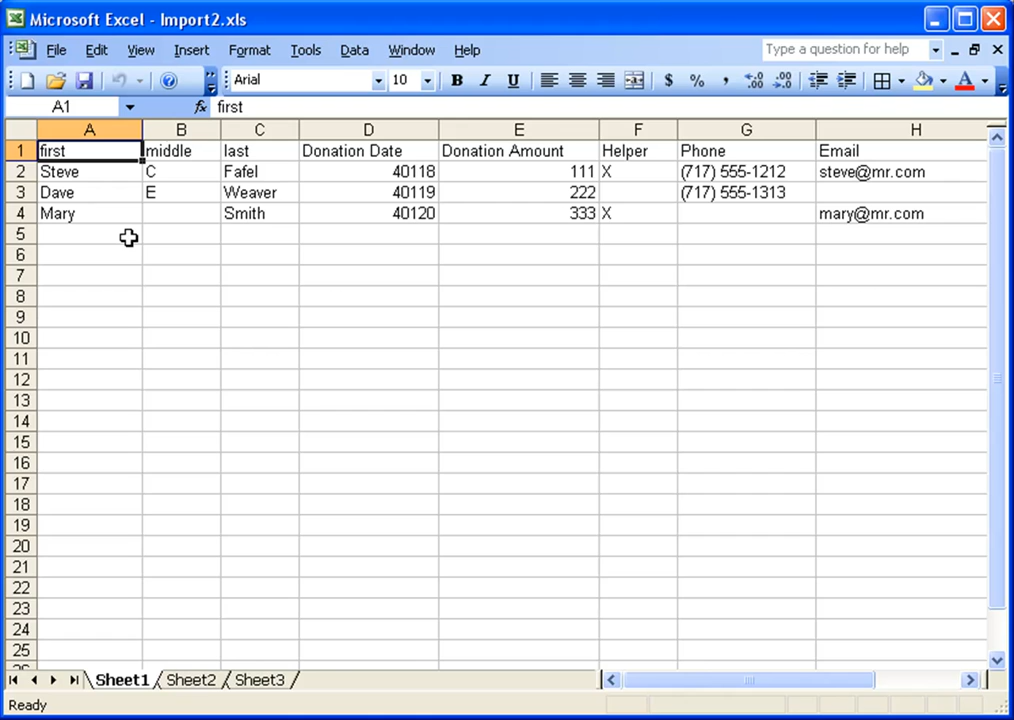 Microsoft Excel - Import2.xls
File Edit View Insert Format Tools Data Window Help Type a question for help
Arial 10 B I U $ % , .00 .00
A1 fx first
A B C D E F G H
1 first middle last Donation Date Donation Amount Helper Phone Email
2 Steve C Fafel 40118 111 X (717) 555-1212 steve@mr.com
3 Dave E Weaver 40119 222 (717) 555-1313
4 Mary Smith 40120 333 X mary@mr.com
5
6
7
8
9
10
11
12
13
14
15
16
17
18
19
20
21
22
23
24
25
Sheet1 Sheet2 Sheet3
Ready